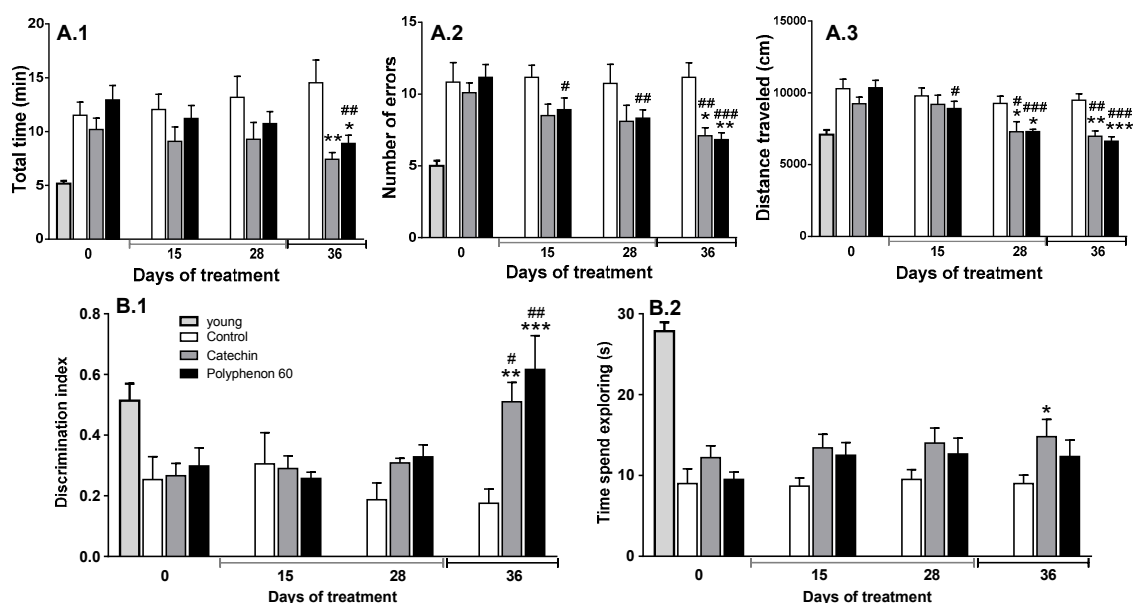 A.1
Total time (min)
20
15
10
5
0
**
##
*
0 15 28 36
Days of treatment
A.2
Number of errors
15
10
5
0
#
##
##
*
###
**
0 15 28 36
Days of treatment
A.3
Distance traveled (cm)
15000
10000
5000
0
#
#
*
###
*
##
**
###
***
0 15 28 36
Days of treatment
B.1
Discrimination index
0.8
0.6
0.4
0.2
0.0
young
Control
Catechin
Polyphenon 60
#
**
##
***
0 15 28 36
Days of treatment
B.2
Time spend exploring (s)
30
20
10
0
*
0 15 28 36
Days of treatment